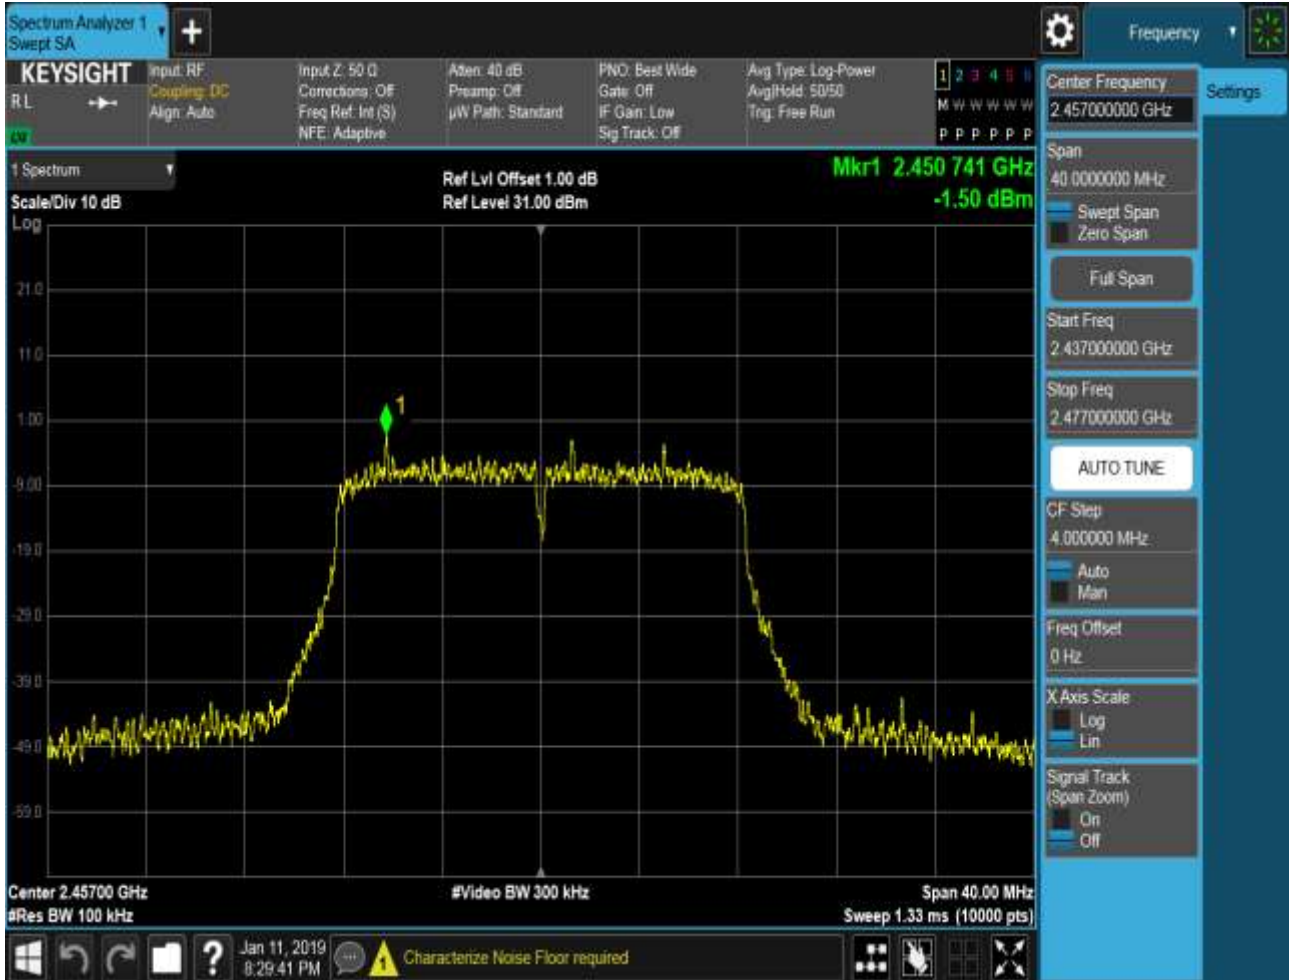 Spectrum Analyzer 1
Swept SA
Frequency
KEYSIGHT
R L
Input: RF
Coupling: DC
Align: Auto
Input Z: 50 Ω
Corrections: Off
Freq Ref: Int (S)
NFE: Adaptive
Atten: 40 dB
Preamp: Off
µW Path: Standard
PNO: Best Wide
Gate: Off
IF Gain: Low
Sig Track: Off
Avg Type: Log-Power
Avg|Hold: 50/50
Trig: Free Run
1 2 3 4 5 6
M W W W W W
P P P P P P
1 Spectrum
Scale/Div 10 dB
Log
Ref Lvl Offset 1.00 dB
Ref Level 31.00 dBm
Mkr1 2.450 741 GHz
-1.50 dBm
21.0
11.0
1.00
-9.00
-19.0
-29.0
-39.0
-49.0
-59.0
1
Center 2.45700 GHz
#Res BW 100 kHz
#Video BW 300 kHz
Span 40.00 MHz
Sweep 1.33 ms (10000 pts)
Center Frequency
2.457000000 GHz
Settings
Span
40.0000000 MHz
Swept Span
Zero Span
Full Span
Start Freq
2.437000000 GHz
Stop Freq
2.477000000 GHz
AUTO TUNE
CF Step
4.000000 MHz
Auto
Man
Freq Offset
0 Hz
X Axis Scale
Log
Lin
Signal Track
(Span Zoom)
On
Off
?
Jan 11, 2019
8:29:41 PM
1
Characterize Noise Floor required